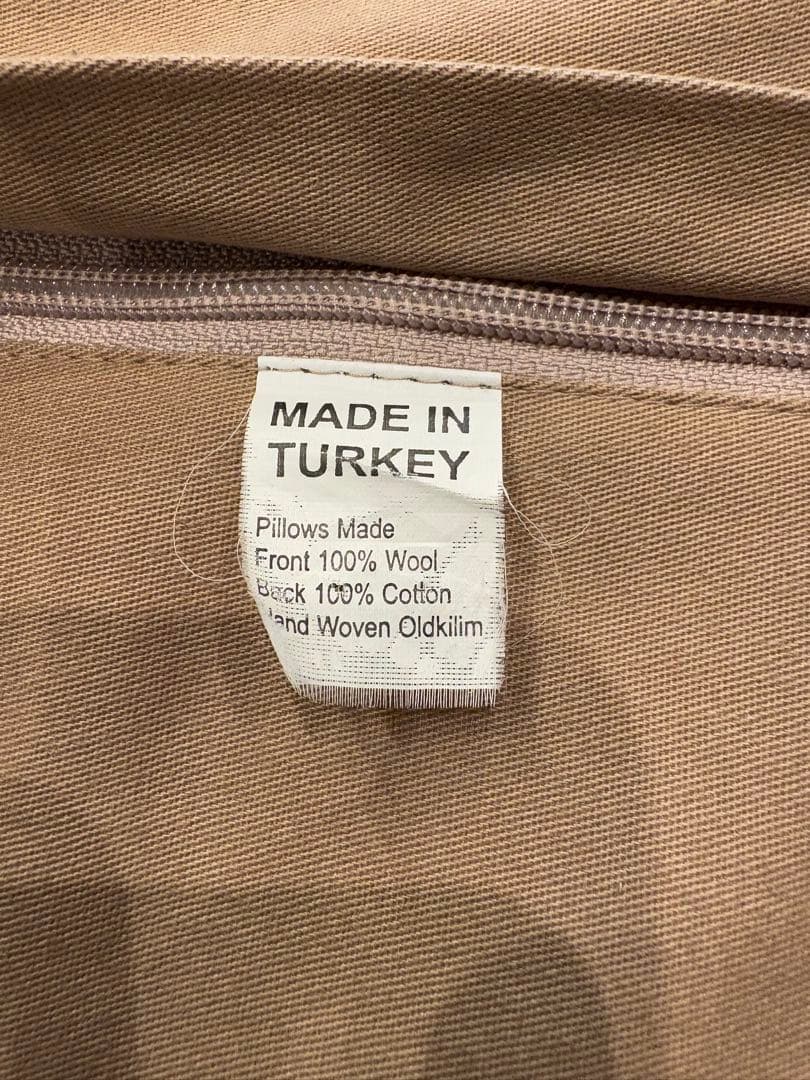 MADE IN
TURKEY
Pillows Made
Front 100% Wool
Back 100% Cotton
Hand Woven Oldkilim